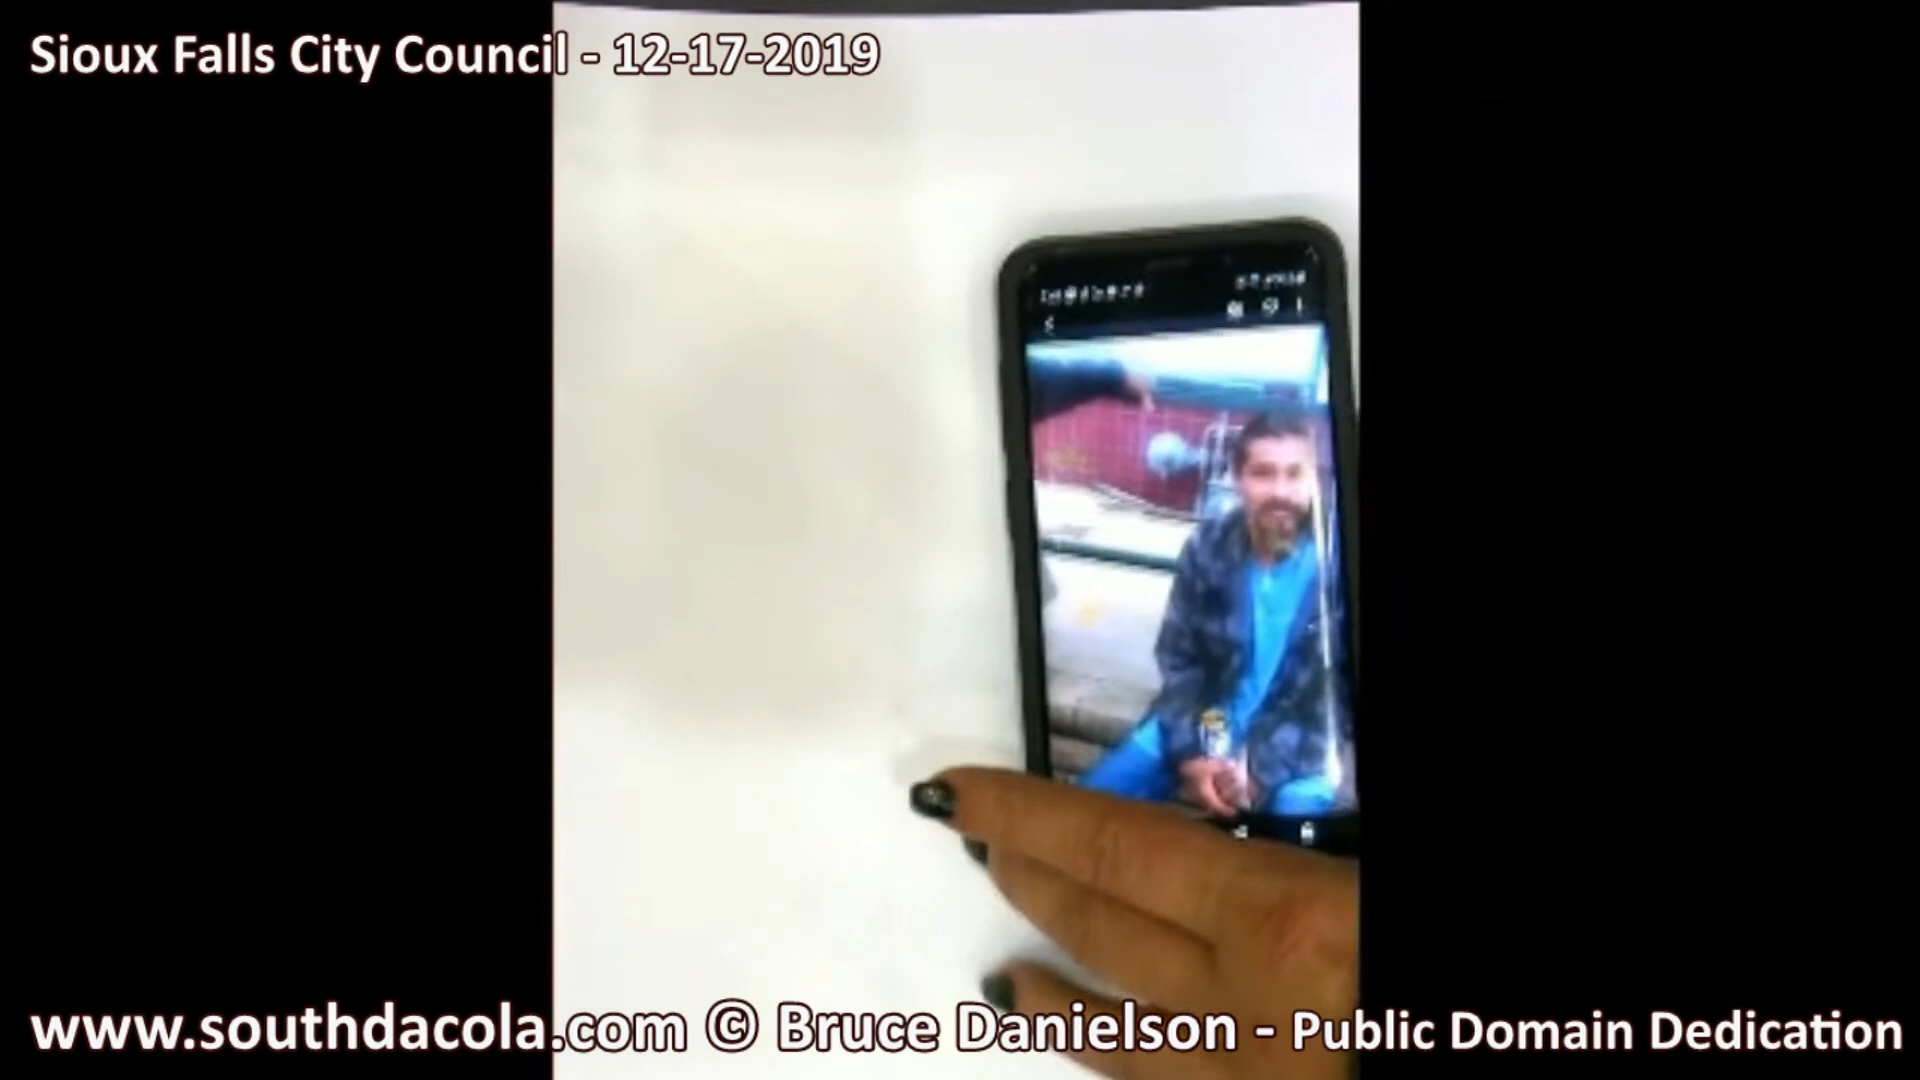 Sioux Falls City Council - 12-17-2019
www.southdacola.com © Bruce Danielson - Public Domain Dedication